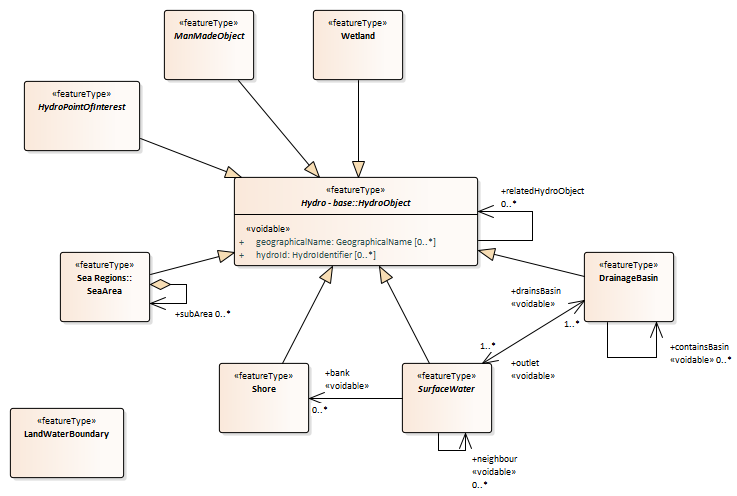 «featureType»
ManMadeObject
«featureType»
Wetland
«featureType»
HydroPointOfInterest
«featureType»
Hydro - base::HydroObject
«voidable»
+ geographicalName: GeographicalName [0..*]
+ hydroId: HydroIdentifier [0..*]
+relatedHydroObject
0..*
«featureType»
Sea Regions::
SeaArea
+subArea 0..*
«featureType»
DrainageBasin
+drainsBasin
«voidable»
1..*
1..*
+outlet
«voidable»
+containsBasin
«voidable» 0..*
«featureType»
Shore
+bank
«voidable»
0..*
«featureType»
SurfaceWater
+neighbour
«voidable»
0..*
«featureType»
LandWaterBoundary